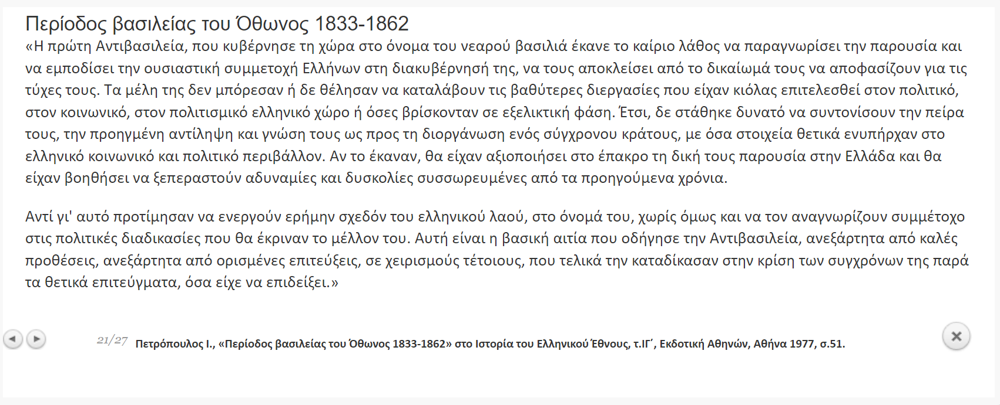 Περίοδος βασιλείας του Όθωνος 1833-1862
«Η πρώτη Αντιβασιλεία, που κυβέρνησε τη χώρα στο όνομα του νεαρού βασιλιά έκανε το καίριο λάθος να παραγνωρίσει την παρουσία και
να εμποδίσει την ουσιαστική συμμετοχή Ελλήνων στη διακυβέρνησή της, να τους αποκλείσει από το δικαίωμά τους να αποφασίζουν για τις
τύχες τους. Τα μέλη της δεν μπόρεσαν ή δε θέλησαν να καταλάβουν τις βαθύτερες διεργασίες που είχαν κιόλας επιτελεσθεί στον πολιτικό,
στον κοινωνικό, στον πολιτισμικό ελληνικό χώρο ή όσες βρίσκονταν σε εξελικτική φάση. Έτσι, δε στάθηκε δυνατό να συντονίσουν την πείρα
τους, την προηγμένη αντίληψη και γνώση τους ως προς τη διοργάνωση ενός σύγχρονου κράτους, με όσα στοιχεία θετικά ενυπήρχαν στο
ελληνικό κοινωνικό και πολιτικό περιβάλλον. Αν το έκαναν, θα είχαν αξιοποιήσει στο έπακρο τη δική τους παρουσία στην Ελλάδα και θα
είχαν βοηθήσει να ξεπεραστούν αδυναμίες και δυσκολίες συσσωρευμένες από τα προηγούμενα χρόνια.
Αντί γι' αυτό προτίμησαν να ενεργούν ερήμην σχεδόν του ελληνικού λαού, στο όνομά του, χωρίς όμως και να τον αναγνωρίζουν συμμέτοχο
στις πολιτικές διαδικασίες που θα έκριναν το μέλλον του. Αυτή είναι η βασική αιτία που οδήγησε την Αντιβασιλεία, ανεξάρτητα από καλές
προθέσεις, ανεξάρτητα από ορισμένες επιτεύξεις, σε χειρισμούς τέτοιους, που τελικά την καταδίκασαν στην κρίση των συγχρόνων της παρά
τα θετικά επιτεύγματα, όσα είχε να επιδείξει.»
21/27 Πετρόπουλος Ι., «Περίοδος βασιλείας του Όθωνος 1833-1862» στο Ιστορία του Ελληνικού Έθνους, τ.ΙΓ΄, Εκδοτική Αθηνών, Αθήνα 1977, σ.51.